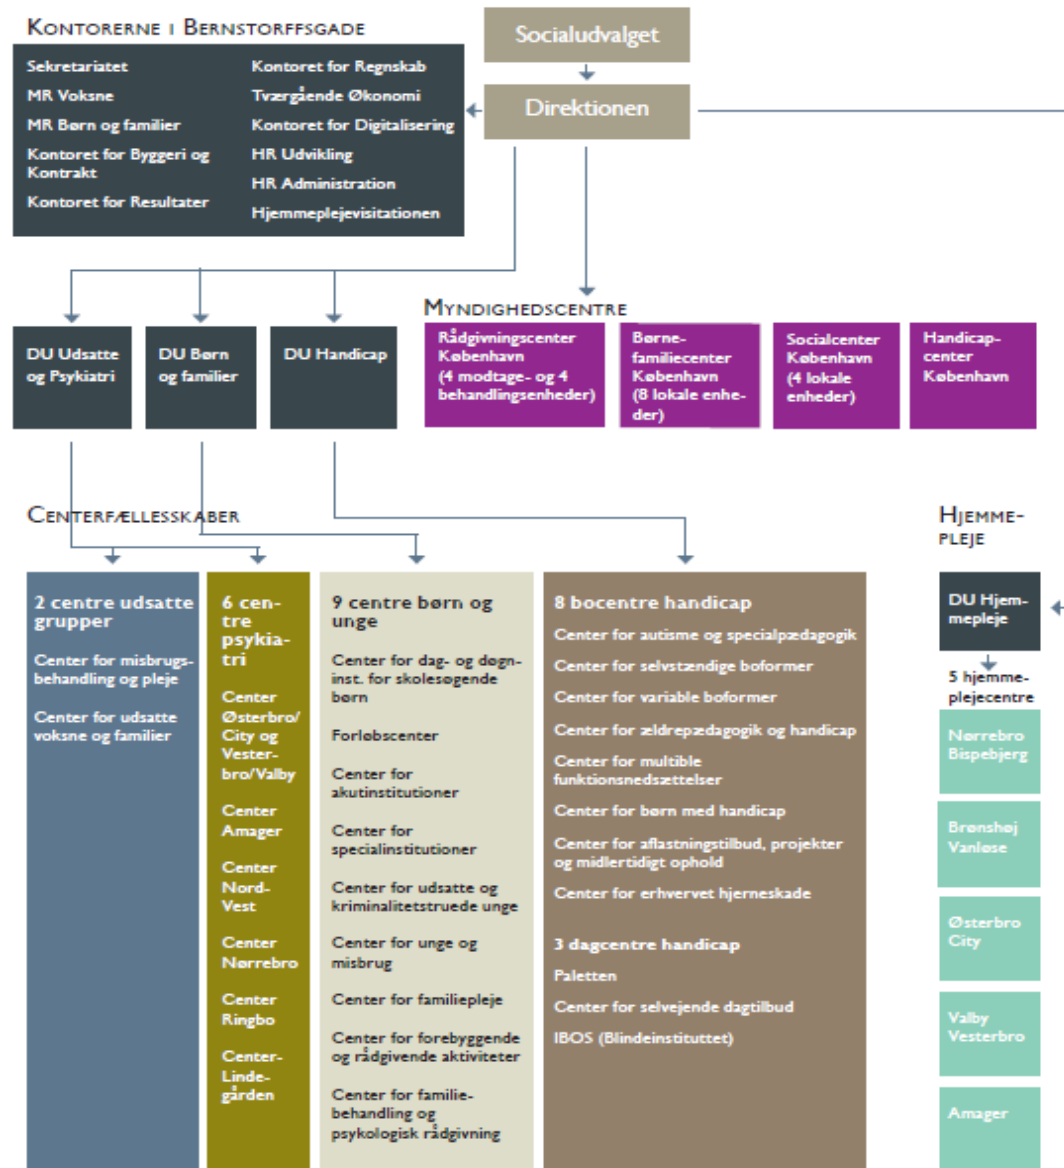 KONTORERNE I BERNSTORFFSGADE
Sekretariatet
MR Voksne
MR Børn og familier
Kontoret for Byggeri og
Kontrakt
Kontoret for Resultater
Kontoret for Regnskab
Tværgående Økonomi
Kontoret for Digitalisering
HR Udvikling
HR Administration
Hjemmeplejevisitationen
Socialudvalget
Direktionen
DU Udsatte
og Psykiatri
DU Børn
og familier
DU Handicap
MYNDIGHEDSCENTRE
Rådgivningscenter
København
(4 modtage- og 4
behandlingsenheder)
Børne-
familiecenter
København
(8 lokale enhe-
der)
Socialcenter
København
(4 lokale
enheder)
Handicap-
center
København
CENTERFÆLLESSKABER
2 centre udsatte
grupper
Center for misbrugs-
behandling og pleje
Center for udsatte
voksne og familier
6 cen-
tre
psykia-
tri
Center
Østerbro/
City og
Vester-
bro/Valby
Center
Amager
Center
Nord-
Vest
Center
Nørrebro
Center
Ringbo
Center-
Linde-
gården
9 centre børn og
unge
Center for dag- og døgn-
inst. for skolesøgende
børn
Forløbscenter
Center for
akutinstitutioner
Center for
specialinstitutioner
Center for udsatte og
kriminalitetstruede unge
Center for unge og
misbrug
Center for familiepleje
Center for forebyggende
og rådgivende aktiviteter
Center for familie-
behandling og
psykologisk rådgivning
8 bocentre handicap
Center for autisme og specialpædagogik
Center for selvstændige boformer
Center for variable boformer
Center for ældrepædagogik og handicap
Center for multible
funktionsnedsættelser
Center for børn med handicap
Center for aflastningstilbud, projekter
og midlertidigt ophold
Center for erhvervet hjerneskade
3 dagcentre handicap
Paletten
Center for selvejende dagtilbud
IBOS (Blindeinstituttet)
HJEMME-
PLEJE
DU Hjem-
mepleje
5 hjemme-
plejecentre
Nørrebro
Bispebjerg
Brønshøj
Vanløse
Østerbro
City
Valby
Vesterbro
Amager